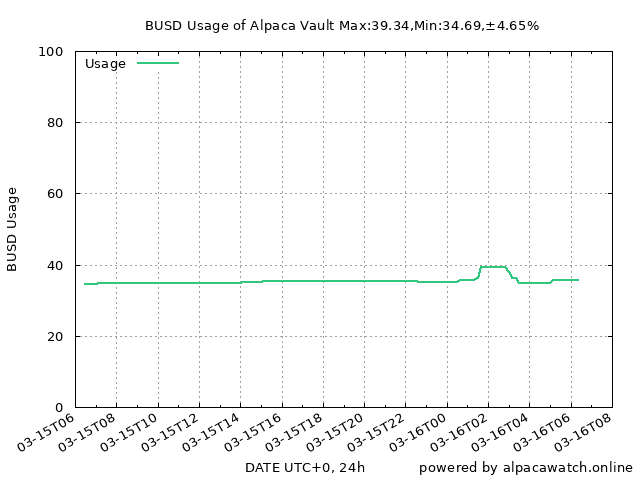 BUSD Usage of Alpaca Vault Max:39.34,Min:34.69,±4.65%
Usage
BUSD Usage
100
80
60
40
20
0
03-15T06
03-15T08
03-15T10
03-15T12
03-15T14
03-15T16
03-15T18
03-15T20
03-15T22
03-16T00
03-16T02
03-16T04
03-16T06
03-16T08
DATE UTC+0, 24h
powered by alpacawatch.online